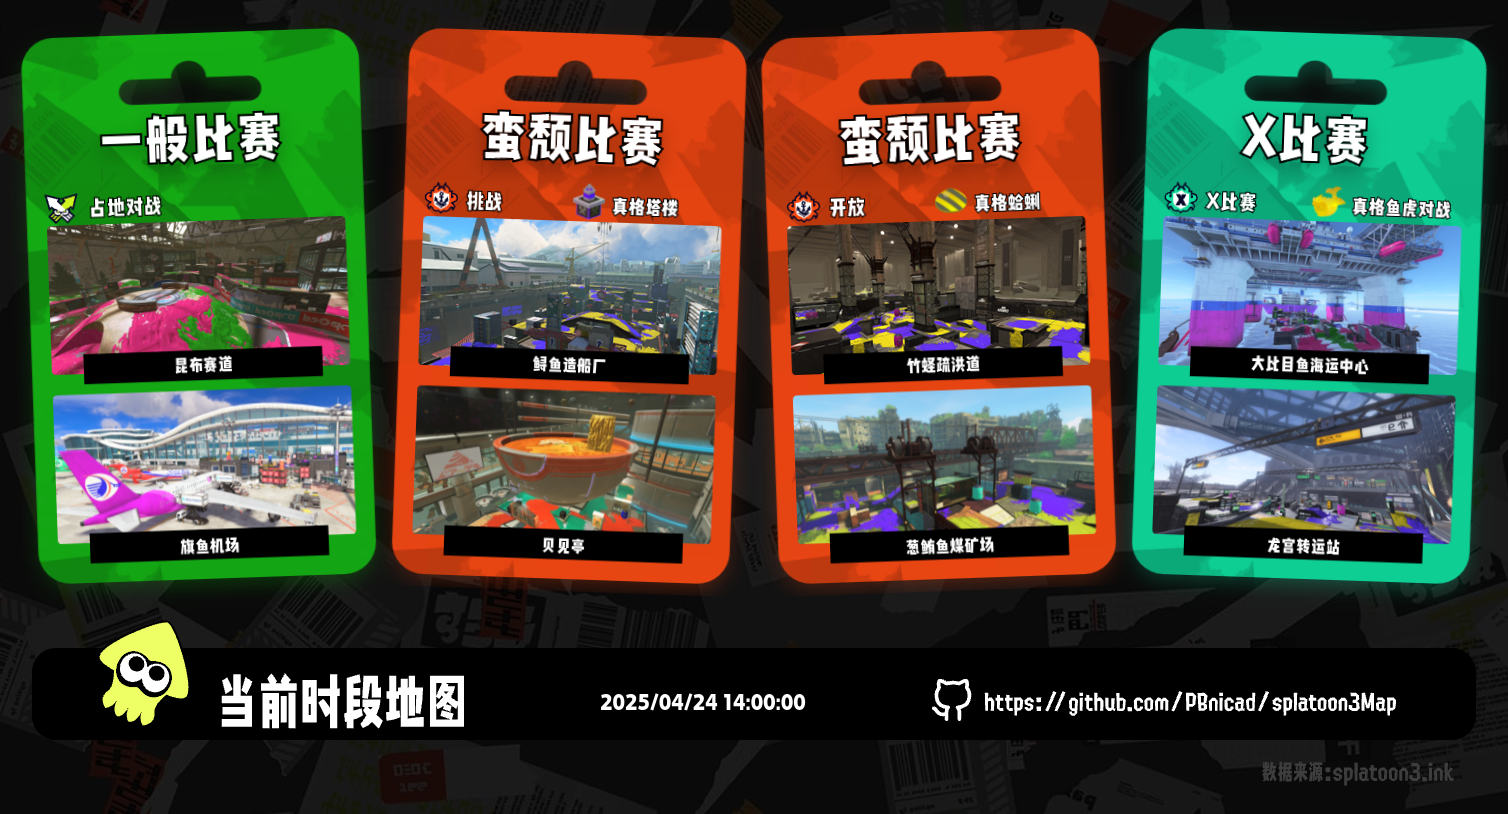 一般比赛
占地对战
昆布赛道
旗鱼机场
蛮颓比赛
挑战
真格塔楼
鲟鱼造船厂
贝见亭
蛮颓比赛
开放
真格蛤蜊
竹蛏疏洪道
葱鲔鱼煤矿场
X比赛
X比赛
真格鱼虎对战
大比目鱼海运中心
龙宫转运站
当前时段地图
2025/04/24 14:00:00
https://github.com/PBnicad/splatoon3Map
数据来源:splatoon3.ink